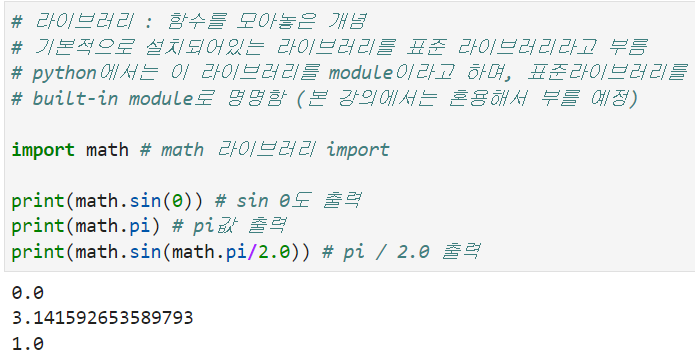 # 라이브러리 : 함수를 모아놓은 개념
# 기본적으로 설치되어있는 라이브러리를 표준 라이브러리라고 부름
# python에서는 이 라이브러리를 module이라고 하며, 표준라이브러리를
# built-in module로 명명함 (본 강의에서는 혼용해서 부를 예정)
import math # math 라이브러리 import
print(math.sin(0)) # sin 0도 출력
print(math.pi) # pi값 출력
print(math.sin(math.pi/2.0)) # pi / 2.0 출력
0.0
3.141592653589793
1.0